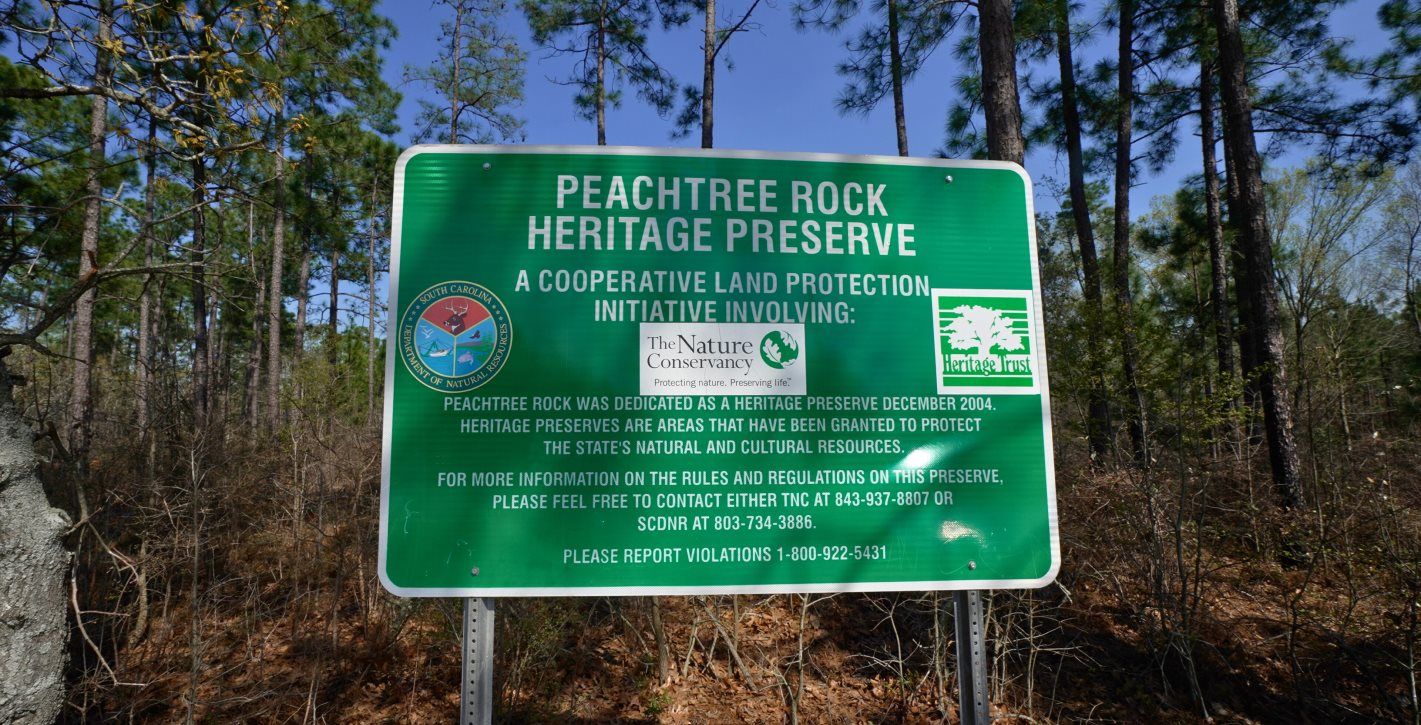 PEACHTREE ROCK
HERITAGE PRESERVE
A COOPERATIVE LAND PROTECTION
INITIATIVE INVOLVING:
SOUTH CAROLINA
DEPARTMENT OF NATURAL RESOURCES
The Nature
Conservancy
Protecting nature. Preserving life.™
Heritage Trust
PEACHTREE ROCK WAS DEDICATED AS A HERITAGE PRESERVE DECEMBER 2004.
HERITAGE PRESERVES ARE AREAS THAT HAVE BEEN GRANTED TO PROTECT
THE STATE'S NATURAL AND CULTURAL RESOURCES.
FOR MORE INFORMATION ON THE RULES AND REGULATIONS ON THIS PRESERVE,
PLEASE FEEL FREE TO CONTACT EITHER TNC AT 843-937-8807 OR
SCDNR AT 803-734-3886.
PLEASE REPORT VIOLATIONS 1-800-922-5431